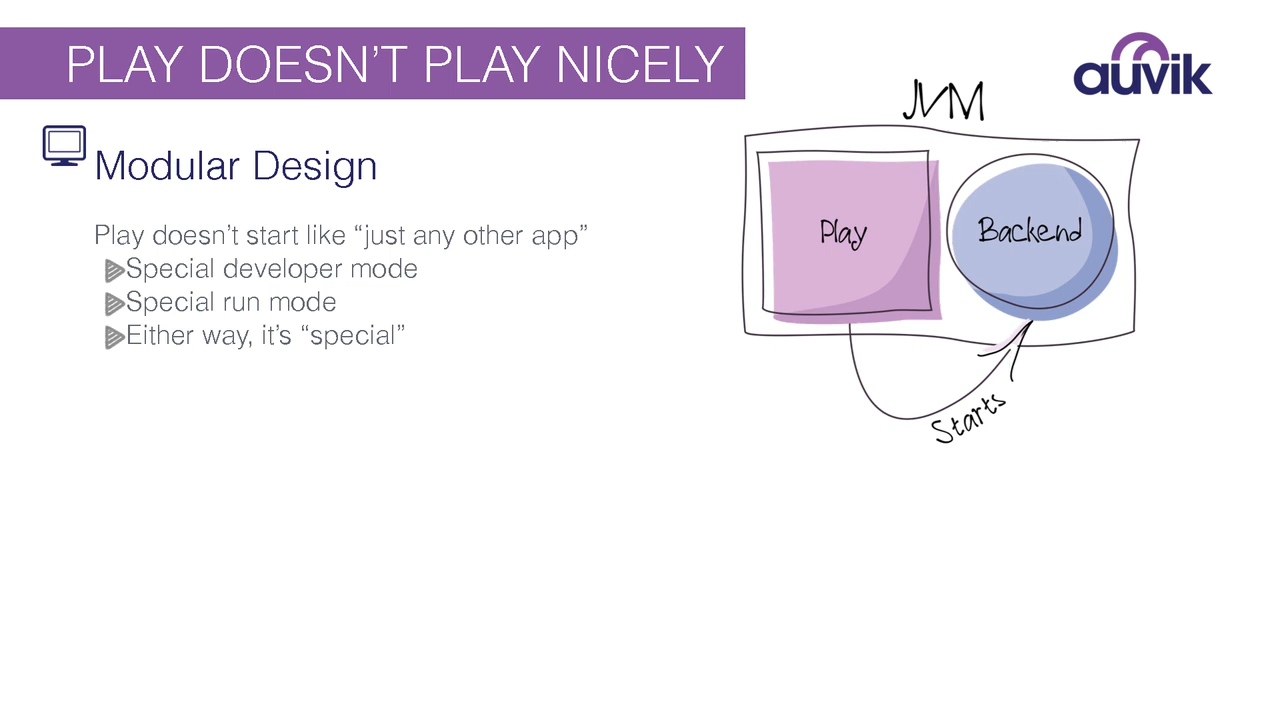 PLAY DOESN’T PLAY NICELY
auvik
Modular Design
Play doesn’t start like “just any other app”
Special developer mode
Special run mode
Either way, it’s “special”
JVM
Play
Backend
Starts